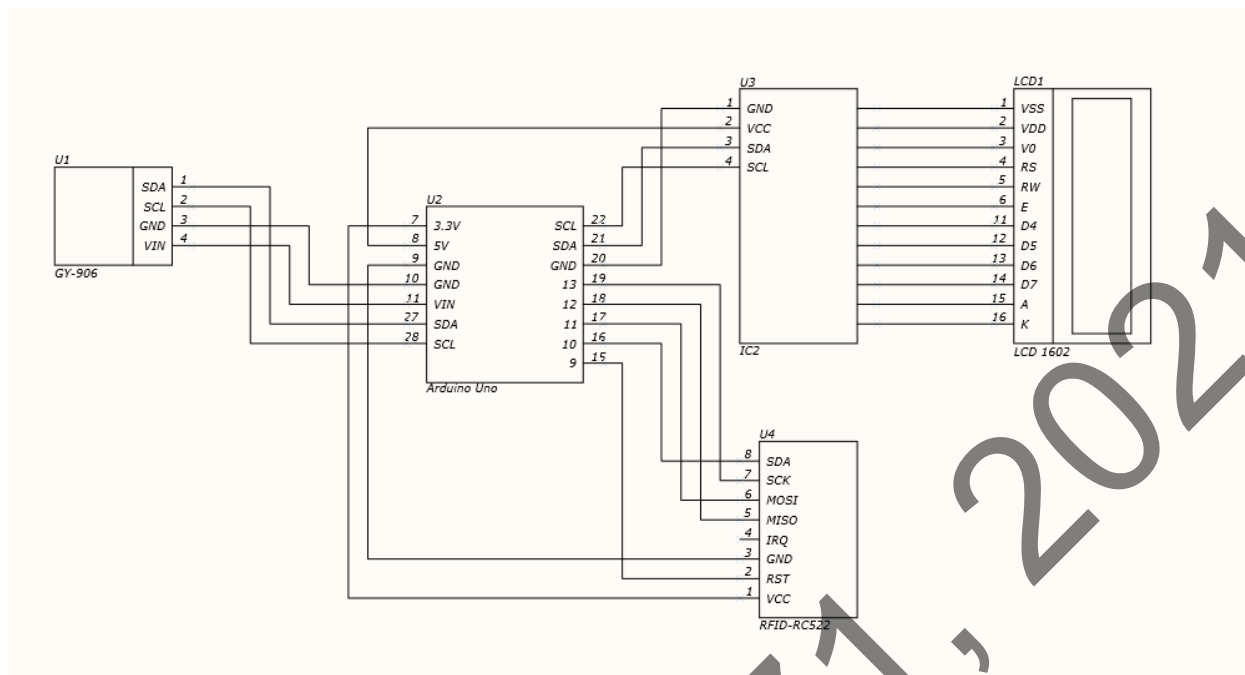 U1
SDA 1
SCL 2
GND 3
VIN 4
GY-906
U2
7 3.3V
8 5V
9 GND
10 GND
11 VIN
27 SDA
28 SCL
SCL 22
SDA 21
GND 20
13 19
12 18
11 17
10 16
9 15
Arduino Uno
U3
1 GND
2 VCC
3 SDA
4 SCL
IC2
LCD1
1 VSS
2 VDD
3 V0
4 RS
5 RW
6 E
11 D4
12 D5
13 D6
14 D7
15 A
16 K
LCD 1602
U4
8 SDA
7 SCK
6 MOSI
5 MISO
4 IRQ
3 GND
2 RST
1 VCC
RFID-RC522
1, 2021